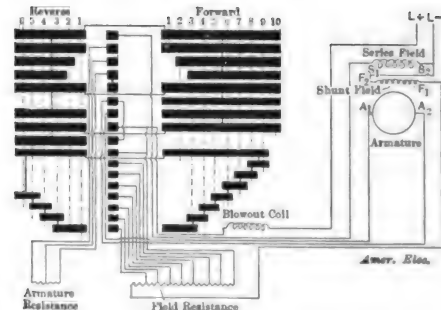 Reverse
Forward
6 5 4 3 2 1
1 2 3 4 5 6 7 8 9 10
L+ L-
Series Field
S1 S2
F2
Shunt Field F1
A1 A2
Armature
Blowout Coil
Amer. Elec.
Armature
Resistance
Field Resistance